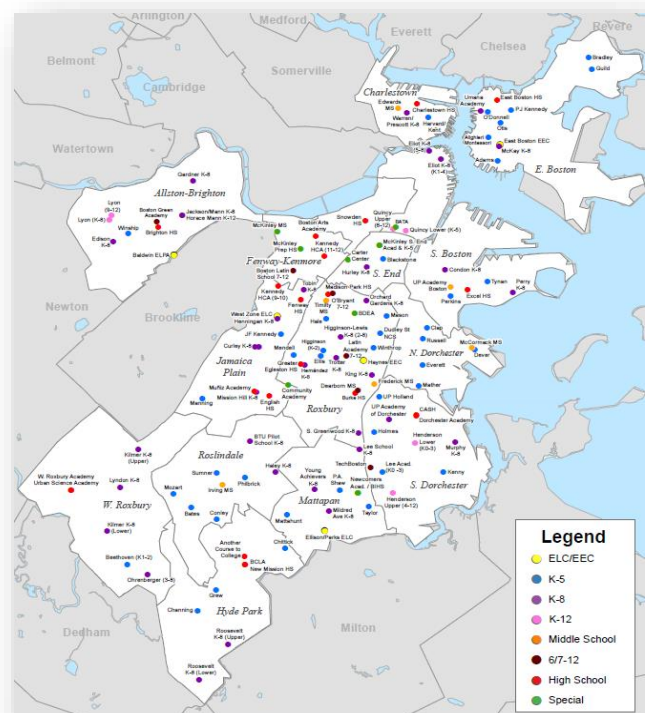 Arlington
Medford
Everett
Revere
Belmont
Chelsea
Somerville
Cambridge
Watertown
Newton
Brookline
Dedham
Milton
Charlestown
Edwards
MS
Warren/
Prescott K-8
Charlestown HS
Harvard/
Kent
Eliot K-8
(5-8)
Eliot K-8
(K1-4)
Bradley
Guild
Umana
Academy
East Boston HS
O'Donnell
PJ Kennedy
Otis
Alighieri
Montessori
East Boston EEC
McKay K-8
Adams
E. Boston
Gardner K-8
Allston-Brighton
Lyon
(9-12)
Lyon (K-8)
Boston Green
Academy
Jackson/Mann K-8
Horace Mann K-12
Winship
Brighton HS
Edison
K-8
Baldwin ELPA
McKinley MS
Boston Arts
Academy
Snowden
HS
Quincy
Upper
(6-12)
BATA
Quincy Lower (K-5)
McKinley
Prep HS
Kennedy
HCA (11-12)
Carter
Center
McKinley S. End
Acad & K-5
Blackstone
Fenway-Kenmore
Hurley K-8
S. End
S. Boston
Boston Latin
School 7-12
Kennedy
HCA (9-10)
Tobin
K-8
Madison-Park HS
Fenway
HS
Timilty
MS
O'Bryant
7-12
Orchard
Gardens K-8
Condon K-8
UP Academy
Boston
Tynan
Perry
K-8
Excel HS
Perkins
West Zone ELC
Hennigan K-8
Hale
BDEA
Mason
JF Kennedy
Higginson-Lewis
K-8 (2-8)
Dudley St
NCS
Clap
McCormack MS
Dever
Curley K-8
Mendell
Higginson
(K-2)
Latin
Academy
7-12
Winthrop
Russell
N. Dorchester
Jamaica
Plain
Greater
Egleston HS
Hernández
K-8
Ellis
Trotter
K-8
Haynes/EEC
Everett
King K-8
Muñiz Academy
Mission Hill K-8
Manning
English
HS
Community
Academy
Dearborn MS
Burke HS
Frederick MS
Mather
UP Holland
Roxbury
UP Academy
of Dorchester
CASH
Dorchester Academy
S. Greenwood K-8
Holmes
Henderson
Lower
(K0-3)
Murphy
K-8
BTU Pilot
School K-8
Lee School
K-8
Kilmer K-8
(Upper)
Roslindale
TechBoston
Lee Acad.
(K0 -3)
Kenny
W. Roxbury Academy
Urban Science Academy
Lyndon K-8
Sumner
Haley K-8
Young
Achievers
K-8
P.A.
Shaw
Newcomers
Acad. / BIHS
Mozart
Irving MS
Philbrick
Henderson
Upper (4-12)
S. Dorchester
W. Roxbury
Bates
Conley
Mattapan
Mildred
Ave K-8
Taylor
Kilmer K-8
(Lower)
Mattahunt
Ellison/Parks ELC
Another
Course to
College
Chittick
Beethoven (K1-2)
BCLA
New Mission HS
Ohrenberger (3-8)
Grew
Channing
Hyde Park
Roosevelt
K-8 (Upper)
Roosevelt
K-8 (Lower)
Legend
ELC/EEC
K-5
K-8
K-12
Middle School
6/7-12
High School
Special